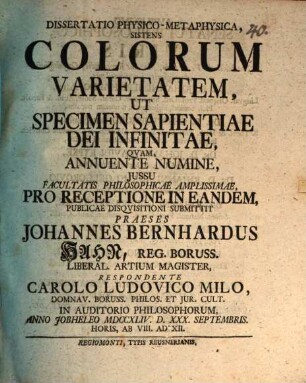 40.
DISSERTATIO PHYSICO-METAPHYSICA,
SISTENS
COLORUM
VARIETATEM,
UT
SPECIMEN SAPIENTIAE
DEI INFINITAE,
QVAM,
ANNUENTE NUMINE,
JUSSU
FACULTATIS PHILOSOPHICAE AMPLISSIMAE,
PRO RECEPTIONE IN EANDEM,
PUBLICAE DISQVISITIONI SUBMITTIT
PRAESES
JOHANNES BERNHARDUS
HAHN, REG. BORUSS.
LIBERAL. ARTIUM MAGISTER,
RESPONDENTE
CAROLO LUDOVICO MILO,
DOMNAV. BORUSS. PHILOS. ET JUR. CULT.
IN AUDITORIO PHILOSOPHORUM,
ANNO JOBHELEO MDCCXLIV. D. XXX. SEPTEMBRIS.
HORIS, AB VIII. AD XII.
REGIOMONTI, TYPIS REUSNERIANIS,